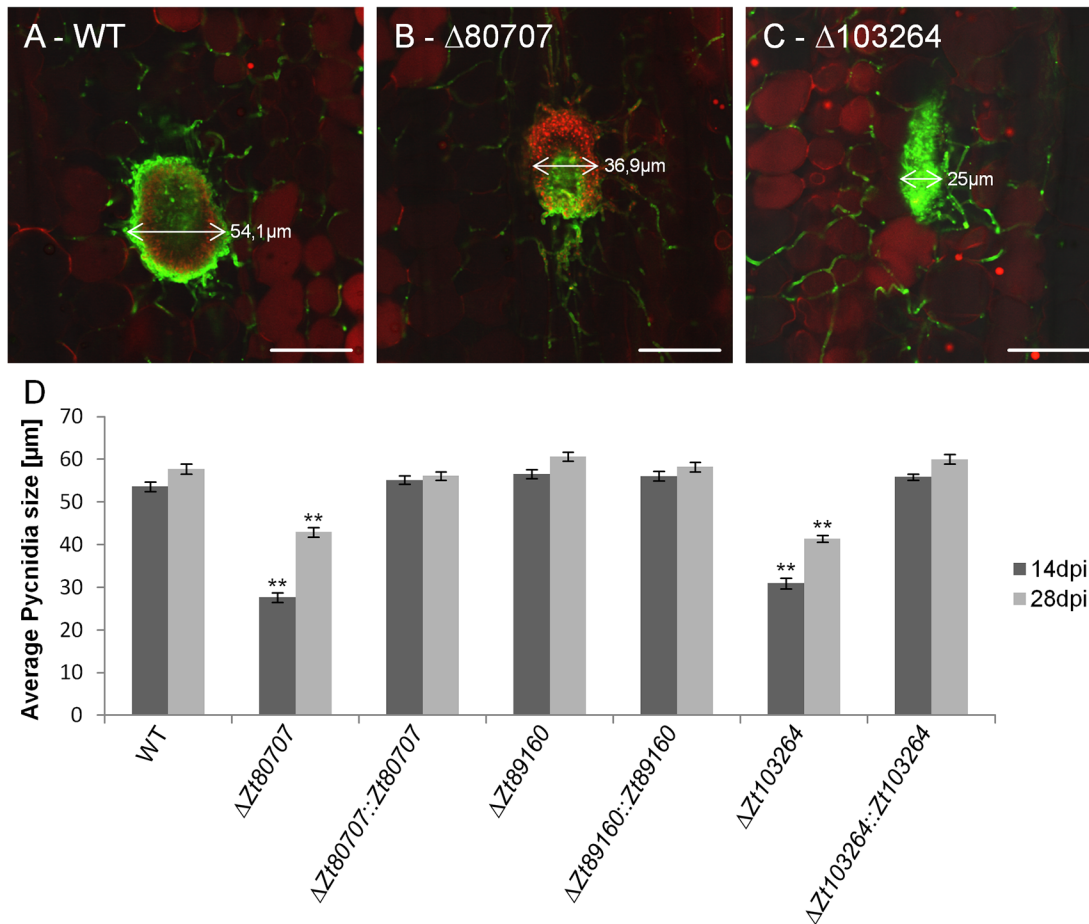 A - WT
B - Δ80707
C - Δ103264
54,1µm
36,9µm
25µm
D
Average Pycnidia size [µm]
70
60
50
40
30
20
10
0
**
**
**
**
14dpi
28dpi
WT
ΔZt80707
ΔZt80707::Zt80707
ΔZt89160
ΔZt89160::Zt89160
ΔZt103264
ΔZt103264::Zt103264